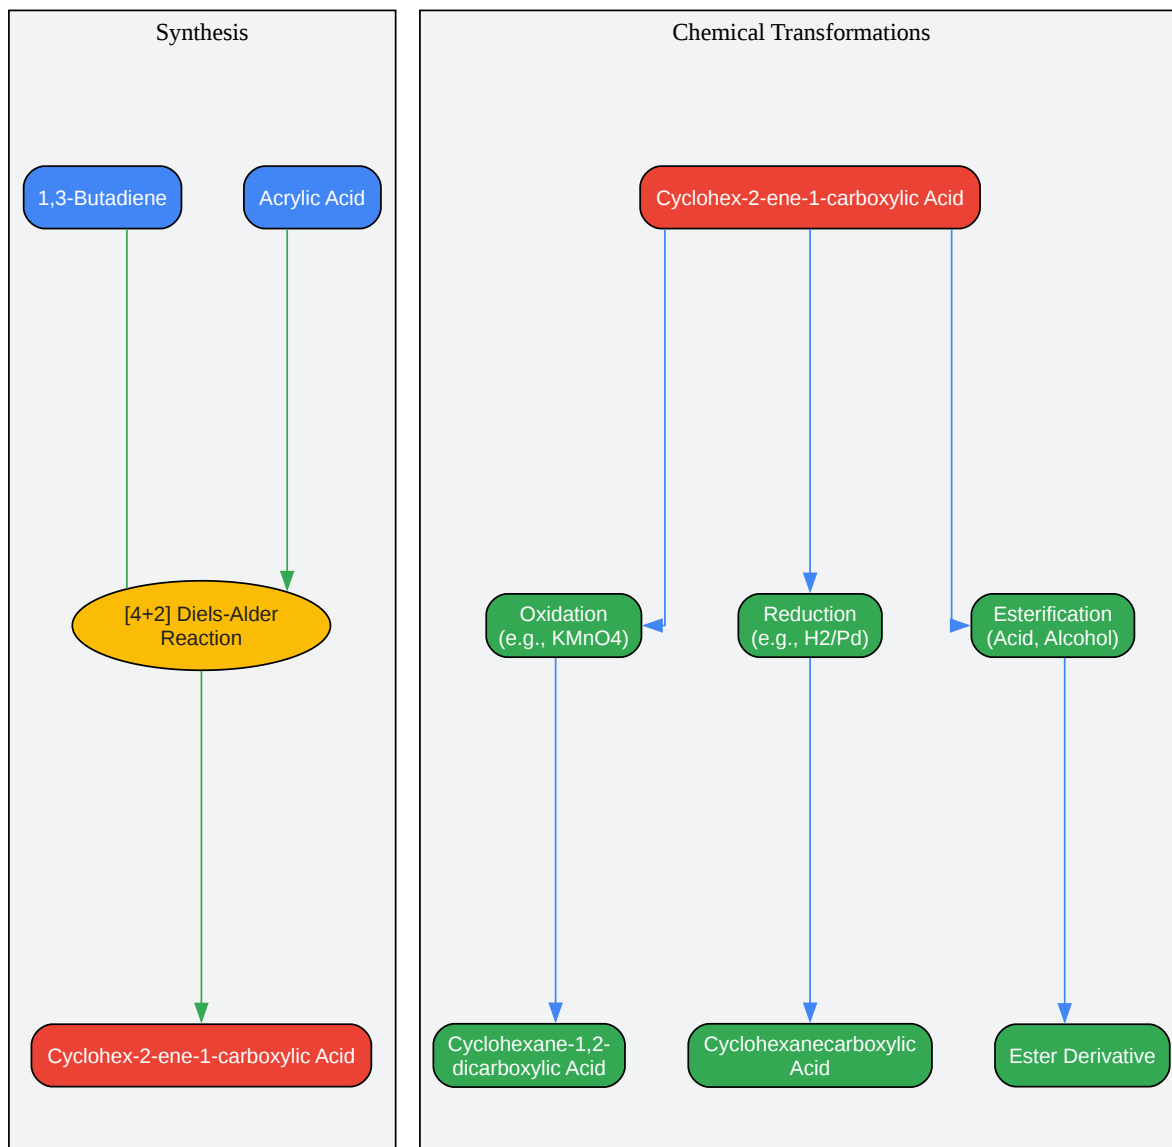 Synthesis
1,3-Butadiene
Acrylic Acid
[4+2] Diels-Alder
Reaction
Cyclohex-2-ene-1-carboxylic Acid
Chemical Transformations
Cyclohex-2-ene-1-carboxylic Acid
Oxidation
(e.g., KMnO4)
Reduction
(e.g., H2/Pd)
Esterification
(Acid, Alcohol)
Cyclohexane-1,2-
dicarboxylic Acid
Cyclohexanecarboxylic
Acid
Ester Derivative